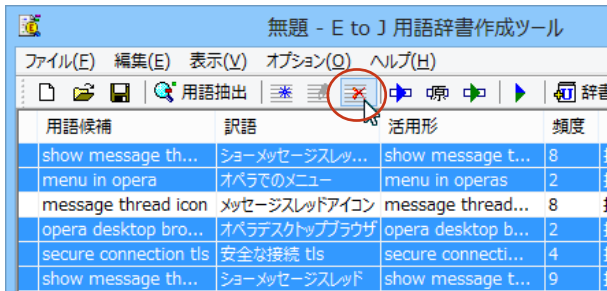 無題 - E to J 用語辞書作成ツール
ファイル(F) 編集(E) 表示(V) オプション(O) ヘルプ(H)
用語抽出 辞書
用語候補 訳語 活用形 頻度
show message th... ショーメッセージスレッ... show message t... 8
menu in opera オペラでのメニュー menu in operas 2
message thread icon メッセージスレッドアイコン message thread... 8
opera desktop bro... オペラデスクトップブラウザ opera desktop b... 2
secure connection tls 安全な接続 tls secure connecti... 4
show message th... ショーメッセージスレッド show message t... 9